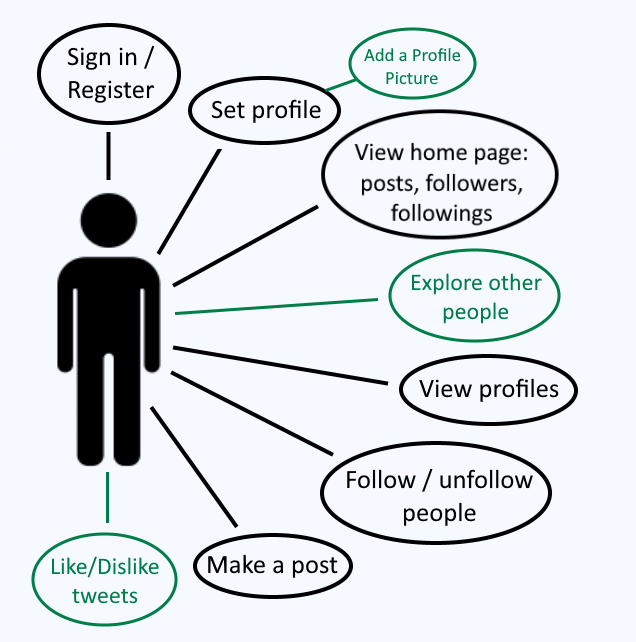 Sign in /
Register
Set profile
Add a Profile
Picture
View home page:
posts, followers,
followings
Explore other
people
View profiles
Follow / unfollow
people
Make a post
Like/Dislike
tweets